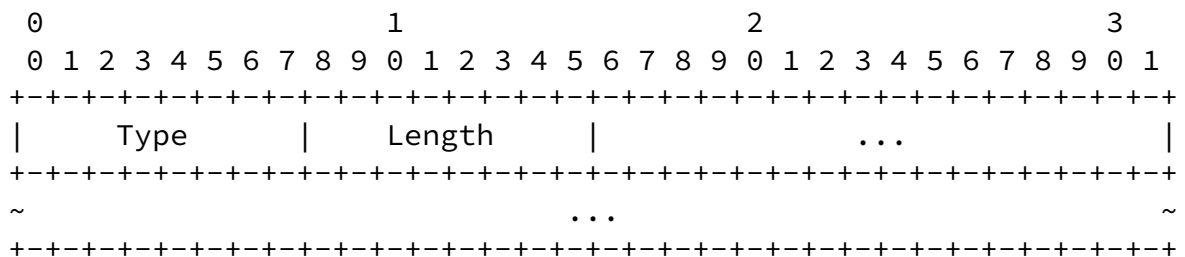 0                   1                   2                   3
 0 1 2 3 4 5 6 7 8 9 0 1 2 3 4 5 6 7 8 9 0 1 2 3 4 5 6 7 8 9 0 1
+-+-+-+-+-+-+-+-+-+-+-+-+-+-+-+-+-+-+-+-+-+-+-+-+-+-+-+-+-+-+-+-+
|     Type      |    Length     |              ...              |
+-+-+-+-+-+-+-+-+-+-+-+-+-+-+-+-+-+-+-+-+-+-+-+-+-+-+-+-+-+-+-+-+
~                              ...                              ~
+-+-+-+-+-+-+-+-+-+-+-+-+-+-+-+-+-+-+-+-+-+-+-+-+-+-+-+-+-+-+-+-+